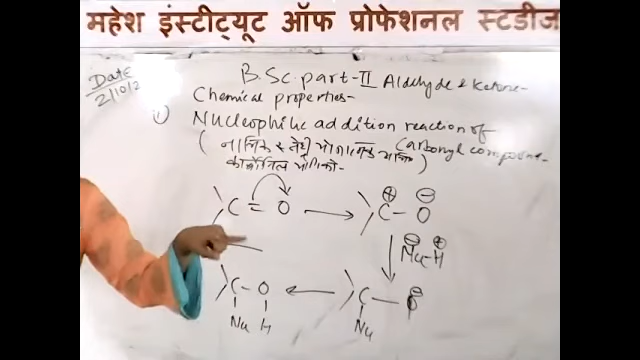 महेश इंस्टीट्यूट ऑफ प्रोफेशनल स्टडीज
Date
2/10/2
B.Sc. part-II Aldehyde & Ketone-
Chemical properties-
1) Nucleophilic addition reaction of
Carbonyl compound-
कार्बोनिल यौगिको-
C = O → ⊕ C - O ⊖
Nu⊖-H⊕
C - O ← C - O⊖
Nu H Nu